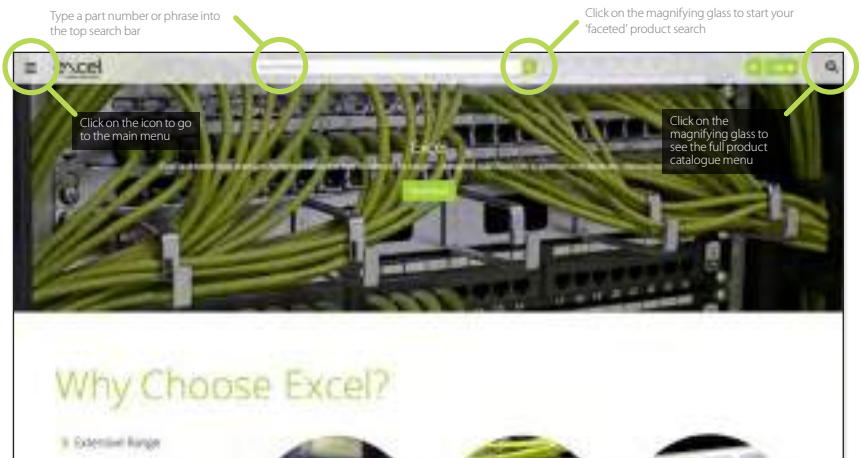 Type a part number or phrase into
the top search bar
Click on the magnifying glass to start your
'faceted' product search
excel
Click on the icon to go
to the main menu
Click on the
magnifying glass to
see the full product
catalogue menu
Excel
Why Choose Excel?
Extensive Range